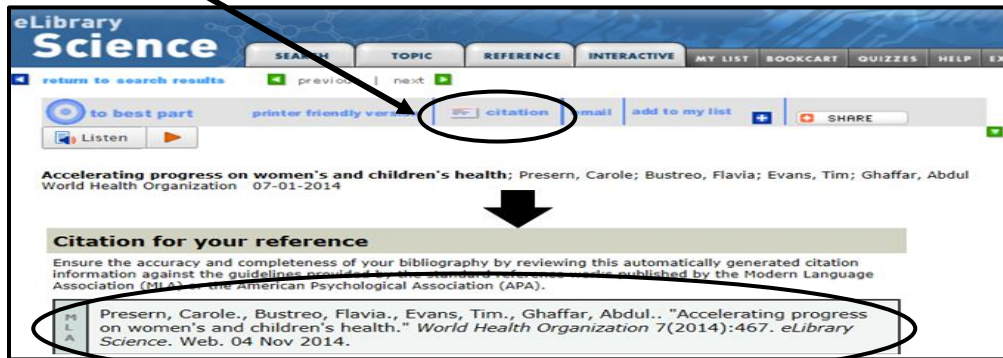 eLibrary
Science
SEARCH TOPIC REFERENCE INTERACTIVE MY LIST BOOKCART QUIZZES HELP
return to search results previous | next
to best part printer friendly version citation email add to my list SHARE
Listen
Accelerating progress on women's and children's health; Presern, Carole; Bustreo, Flavia; Evans, Tim; Ghaffar, Abdul
World Health Organization 07-01-2014
Citation for your reference
Ensure the accuracy and completeness of your bibliography by reviewing this automatically generated citation
information against the guidelines provided by the standard reference works published by the Modern Language
Association (MLA) or the American Psychological Association (APA).
MLA
Presern, Carole., Bustreo, Flavia., Evans, Tim., Ghaffar, Abdul.. "Accelerating progress
on women's and children's health." World Health Organization 7(2014):467. eLibrary
Science. Web. 04 Nov 2014.